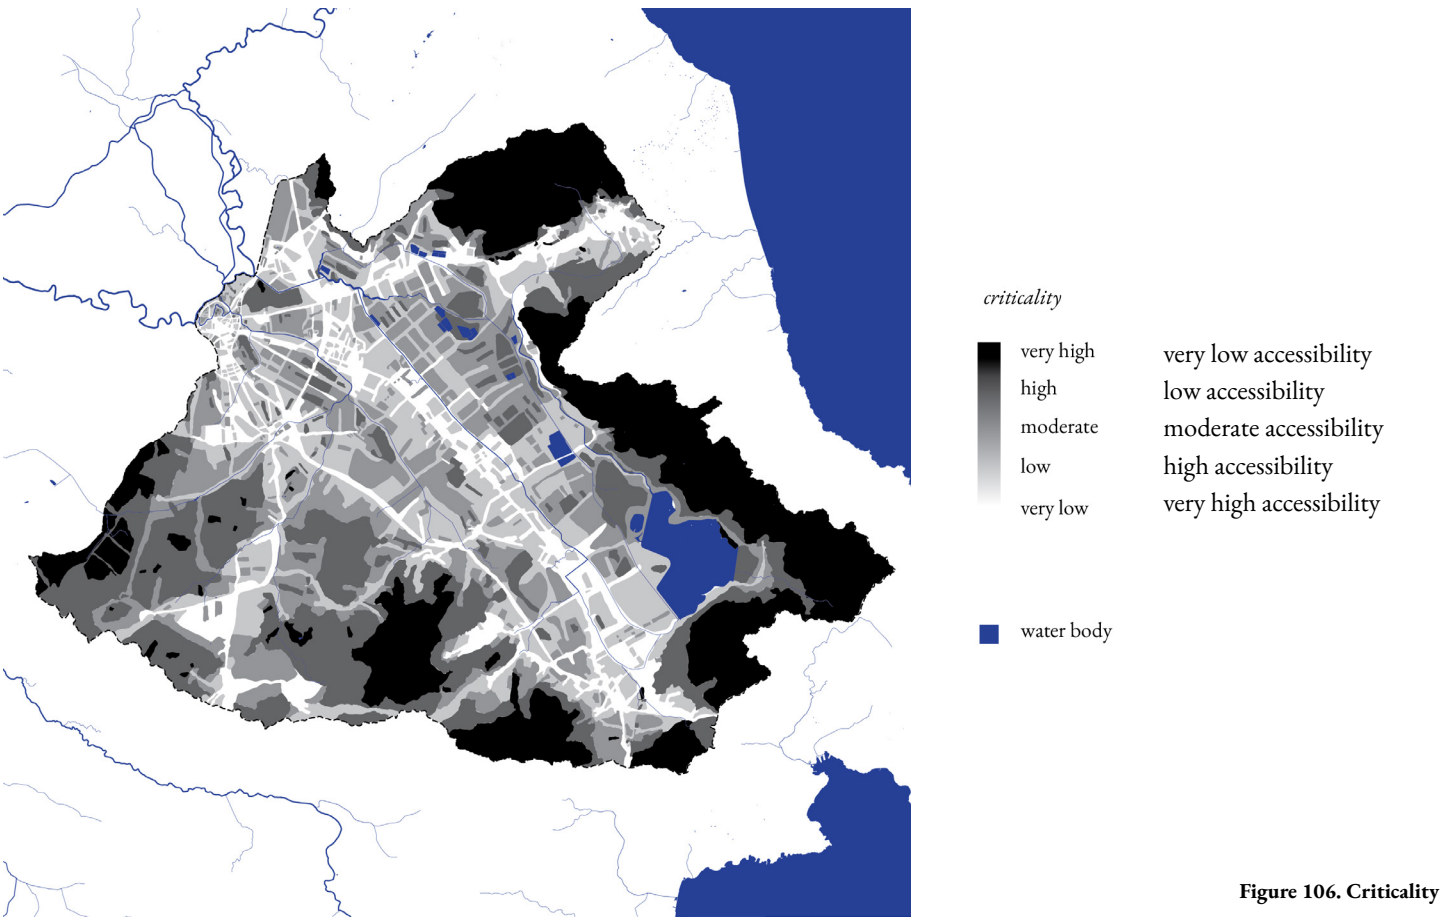 criticality
very high very low accessibility
high low accessibility
moderate moderate accessibility
low high accessibility
very low very high accessibility
water body
Figure 106. Criticality